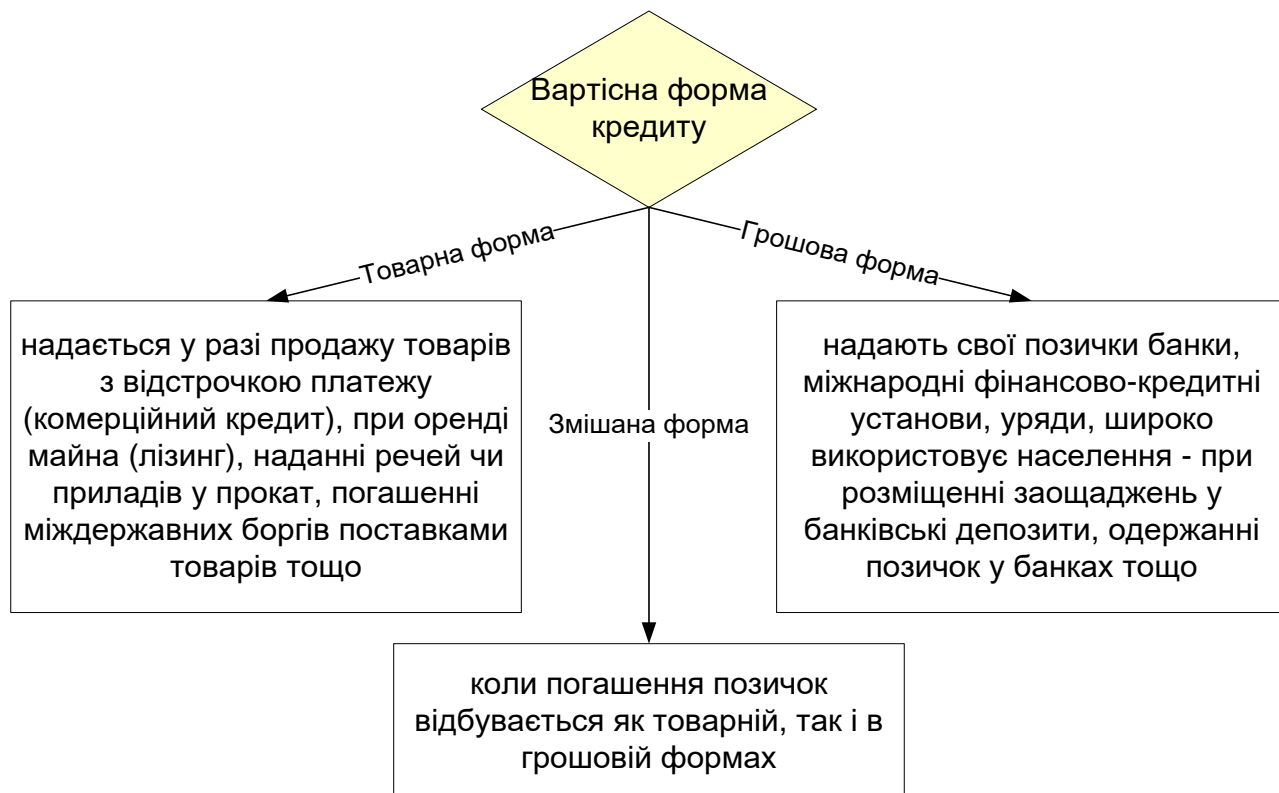 Вартісна форма
кредиту
Товарна форма
Грошова форма
Змішана форма
надається у разі продажу товарів
з відстрочкою платежу
(комерційний кредит), при оренді
майна (лізинг), наданні речей чи
приладів у прокат, погашенні
міждержавних боргів поставками
товарів тощо
надають свої позички банки,
міжнародні фінансово-кредитні
установи, уряди, широко
використовує населення - при
розміщенні заощаджень у
банківські депозити, одержанні
позичок у банках тощо
коли погашення позичок
відбувається як товарній, так і в
грошовій формах